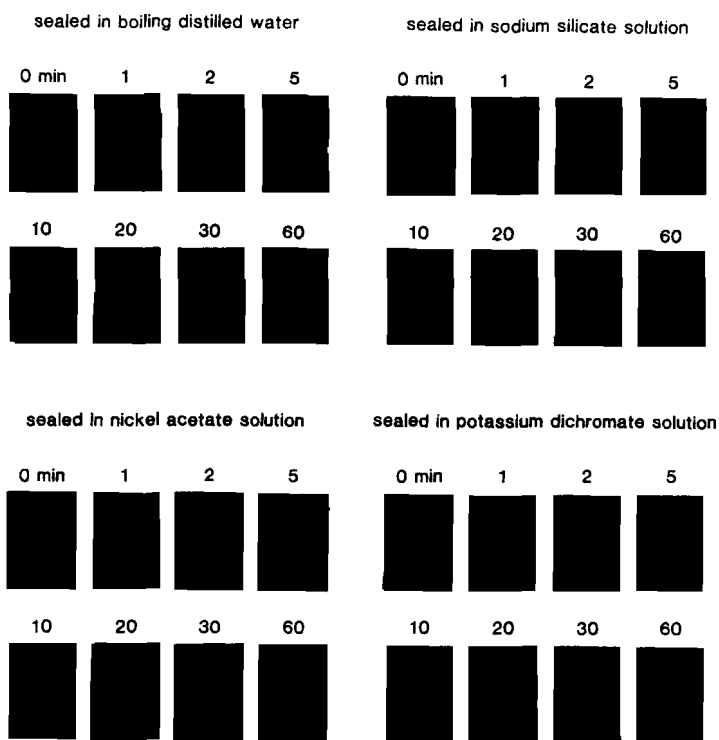 sealed in boiling distilled water
0 min 1 2 5
10 20 30 60
sealed in sodium silicate solution
0 min 1 2 5
10 20 30 60
sealed in nickel acetate solution
0 min 1 2 5
10 20 30 60
sealed in potassium dichromate solution
0 min 1 2 5
10 20 30 60